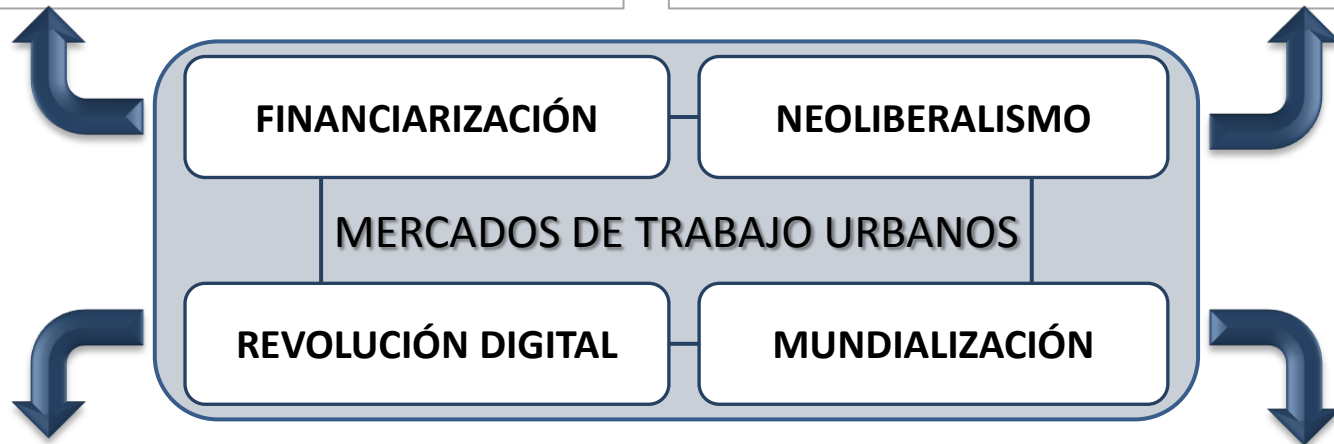 FINANCIARIZACIÓN
NEOLIBERALISMO
MERCADOS DE TRABAJO URBANOS
REVOLUCIÓN DIGITAL
MUNDIALIZACIÓN